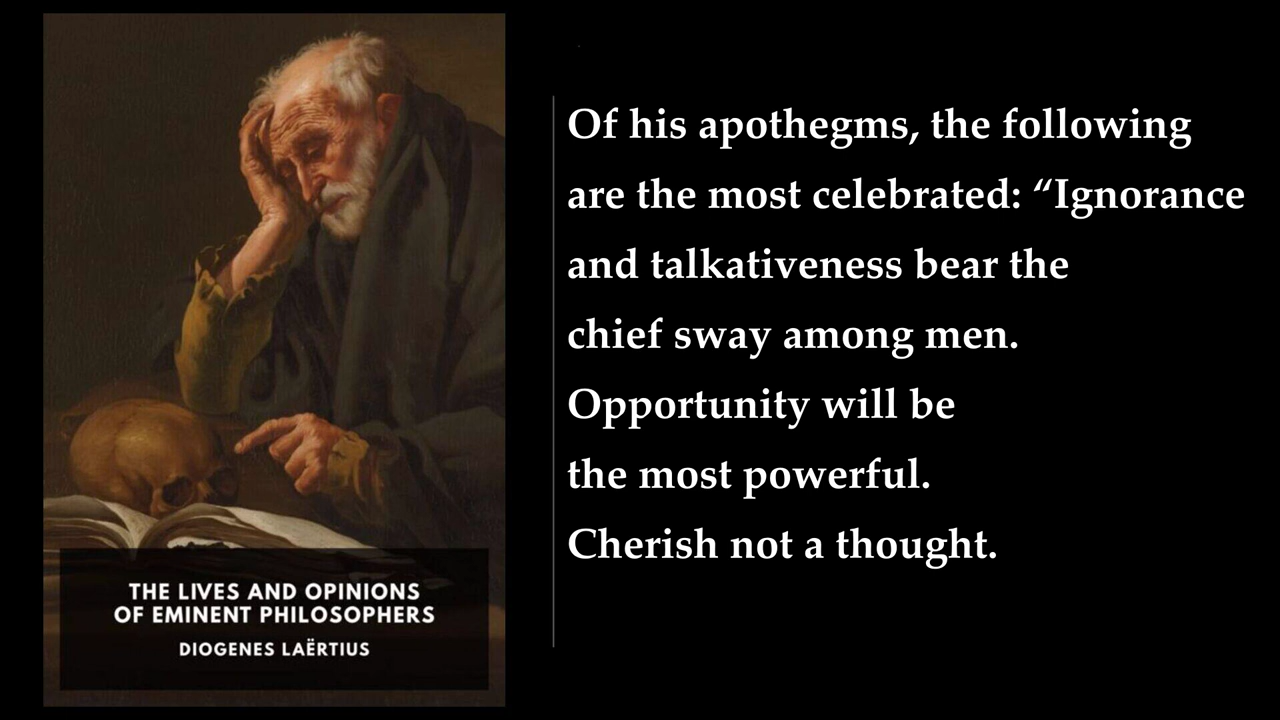 THE LIVES AND OPINIONS
OF EMINENT PHILOSOPHERS
DIOGENES LAËRTIUS
Of his apothegms, the following
are the most celebrated: “Ignorance
and talkativeness bear the
chief sway among men.
Opportunity will be
the most powerful.
Cherish not a thought.